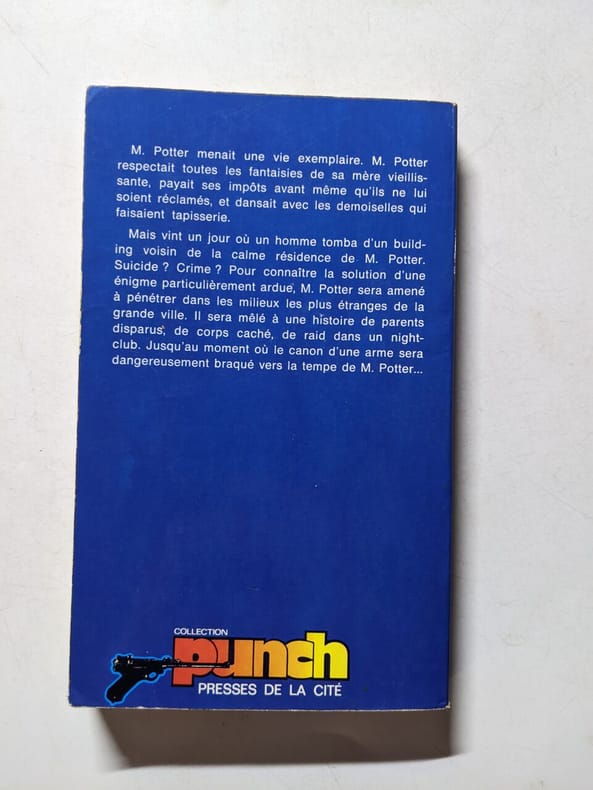 M. Potter menait une vie exemplaire. M. Potter
respectait toutes les fantaisies de sa mère vieillis-
sante, payait ses impôts avant même qu'ils ne lui
soient réclamés, et dansait avec les demoiselles qui
faisaient tapisserie.
Mais vint un jour où un homme tomba d'un build-
ing voisin de la calme résidence de M. Potter.
Suicide ? Crime ? Pour connaître la solution d'une
énigme particulièrement ardue, M. Potter sera amené
à pénétrer dans les milieux les plus étranges de la
grande ville. Il sera mêlé à une histoire de parents
disparus, de corps caché, de raid dans un night-
club. Jusqu'au moment où le canon d'une arme sera
dangereusement braqué vers la tempe de M. Potter...
COLLECTION
punch
PRESSES DE LA CITÉ